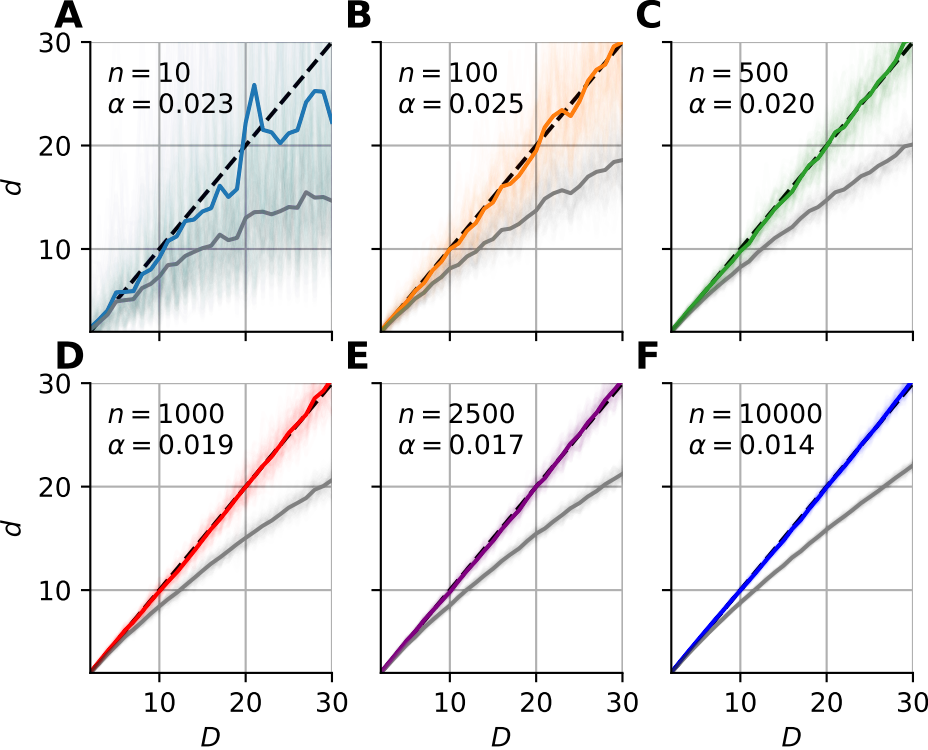 A
B
C
30
20
10
d
n = 10
α = 0.023
n = 100
α = 0.025
n = 500
α = 0.020
D
E
F
30
20
10
d
n = 1000
α = 0.019
n = 2500
α = 0.017
n = 10000
α = 0.014
10 20 30
10 20 30
10 20 30
D
D
D